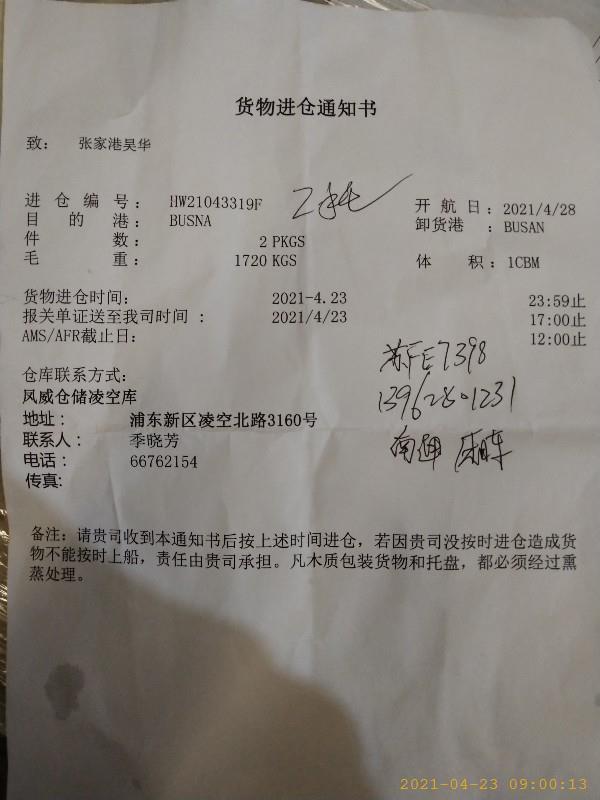 货物进仓通知书
致: 张家港吴华
进仓编号: HW21043319F 开航日: 2021/4/28
目的港: BUSNA 卸货港: BUSAN
件数: 2 PKGS
毛重: 1720 KGS 体积: 1CBM
货物进仓时间: 2021-4.23 23:59止
报关单证送至我司时间: 2021/4/23 17:00止
AMS/AFR截止日: 12:00止
苏FE7398
仓库联系方式:
13962801231
凤威仓储凌空库
地址: 浦东新区凌空北路3160号
联系人: 季晓芳
电话: 66762154
传真:
备注: 请贵司收到本通知书后按上述时间进仓，若因贵司没按时进仓造成货
物不能按时上船，责任由贵司承担。凡木质包装货物和托盘，都必须经过熏
蒸处理。
2021-04-23 09:00:13